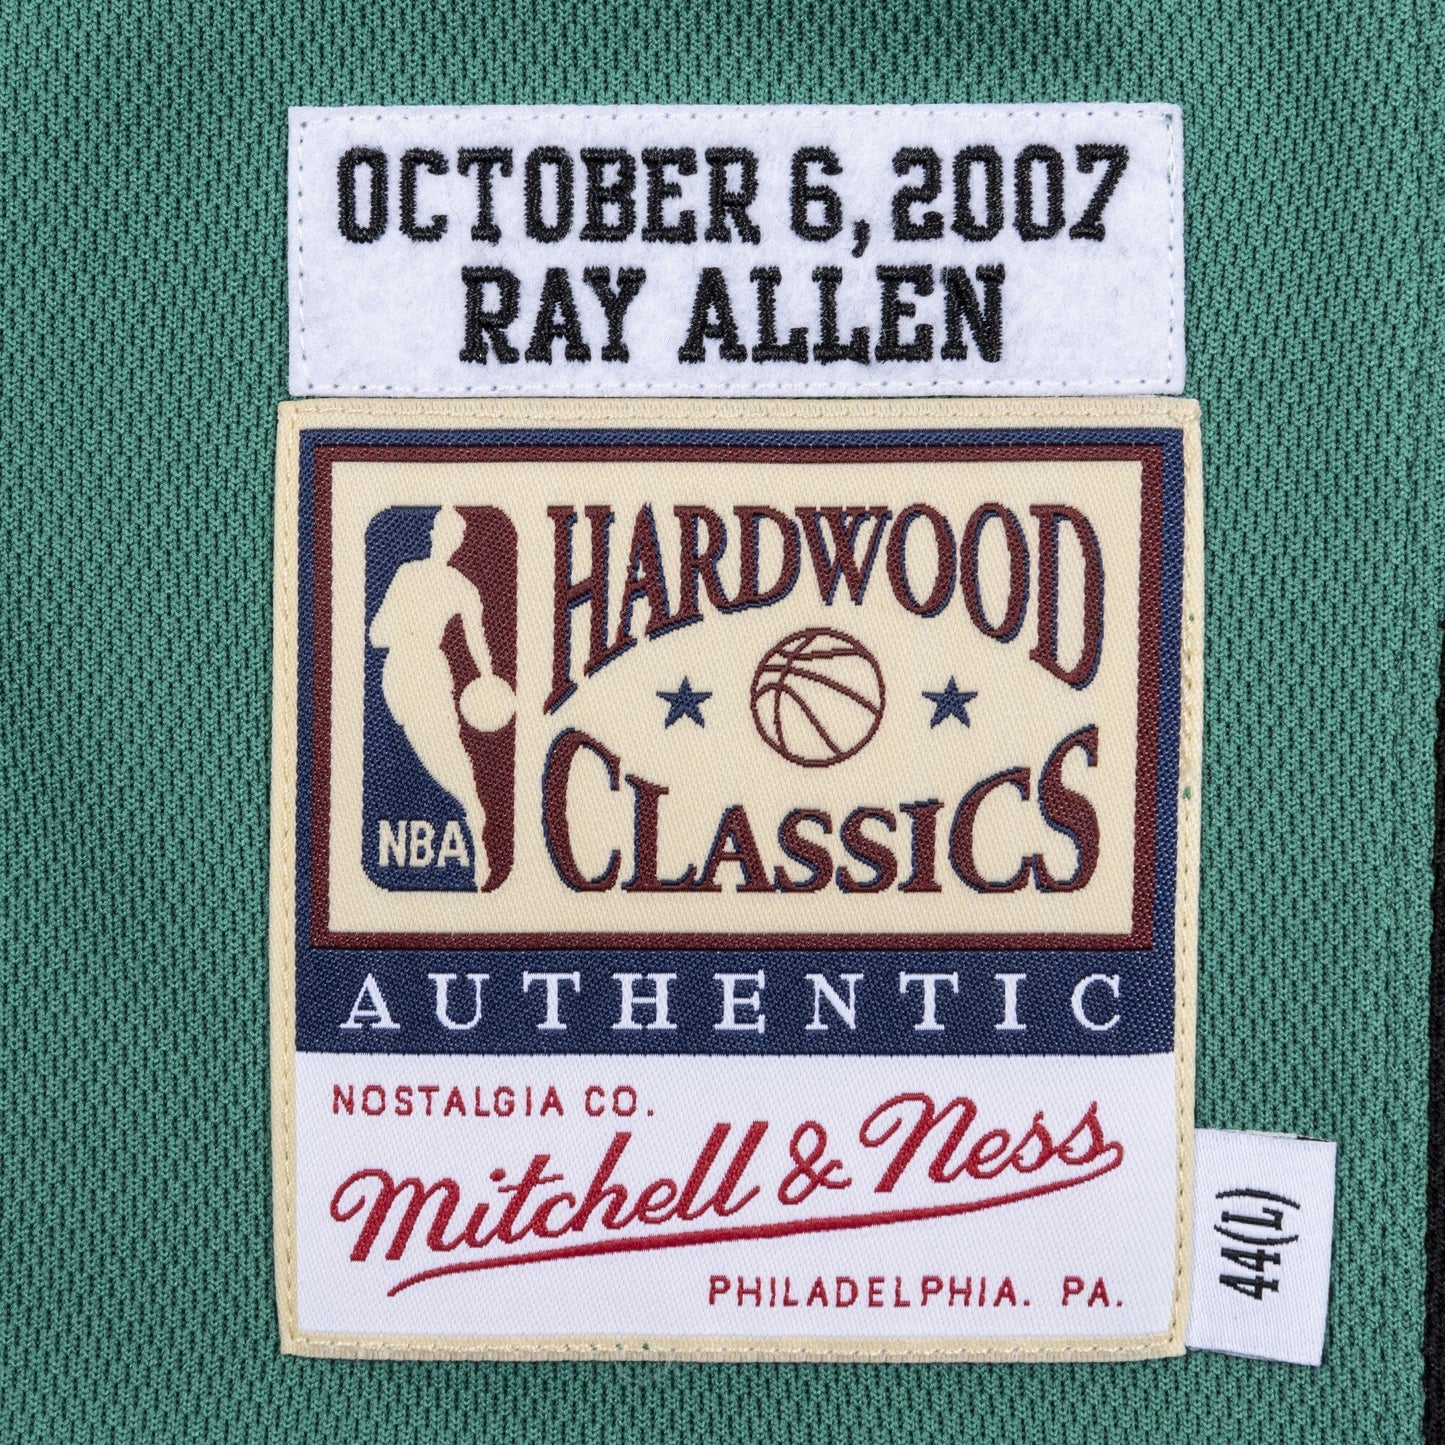 OCTOBER 6, 2007
RAY ALLEN
HARDWOOD
CLASSICS
NBA
AUTHENTIC
NOSTALGIA CO.
Mitchell & Ness
PHILADELPHIA. PA.
44(L)